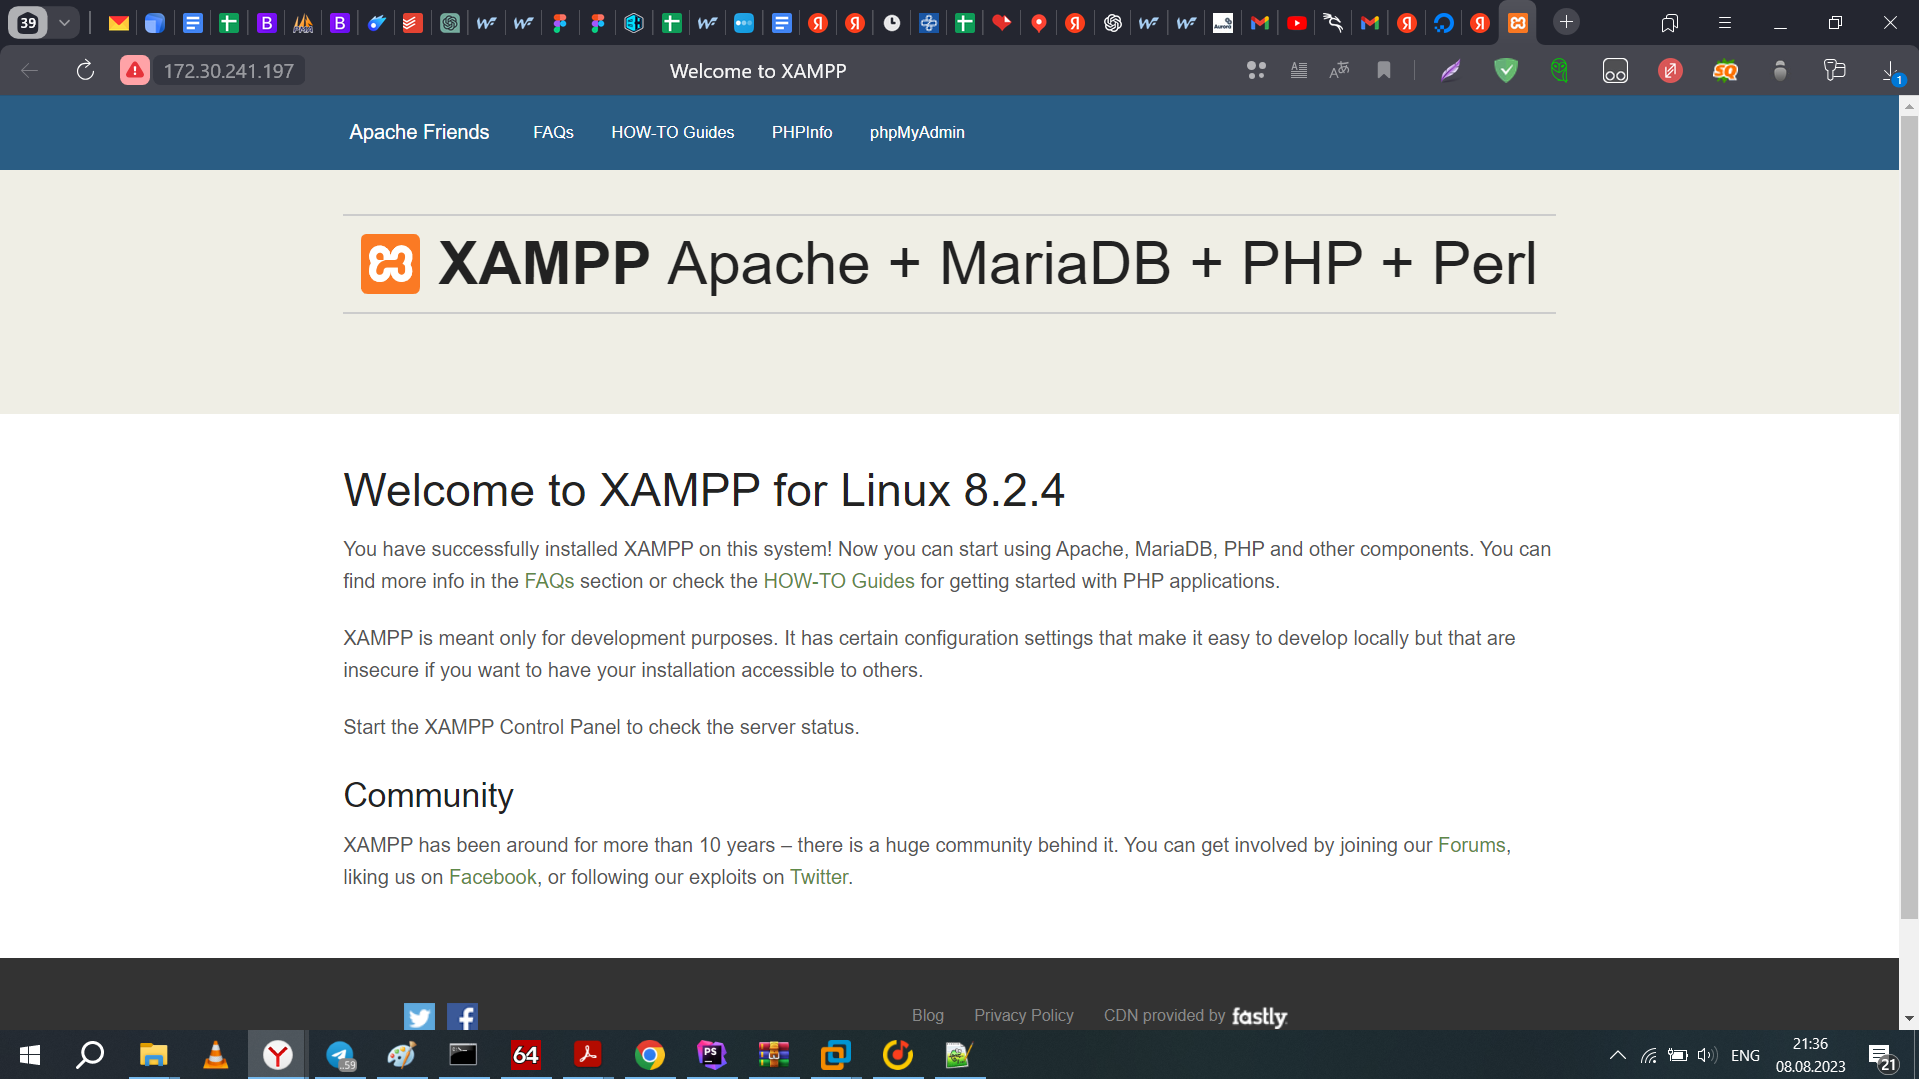 39
172.30.241.197
Welcome to XAMPP
1
Apache Friends
FAQs
HOW-TO Guides
PHPInfo
phpMyAdmin
XAMPP Apache + MariaDB + PHP + Perl
Welcome to XAMPP for Linux 8.2.4
You have successfully installed XAMPP on this system! Now you can start using Apache, MariaDB, PHP and other components. You can
find more info in the FAQs section or check the HOW-TO Guides for getting started with PHP applications.
XAMPP is meant only for development purposes. It has certain configuration settings that make it easy to develop locally but that are
insecure if you want to have your installation accessible to others.
Start the XAMPP Control Panel to check the server status.
Community
XAMPP has been around for more than 10 years – there is a huge community behind it. You can get involved by joining our Forums,
liking us on Facebook, or following our exploits on Twitter.
Blog
Privacy Policy
CDN provided by fastly
64
PS
ENG
21:36
08.08.2023
21